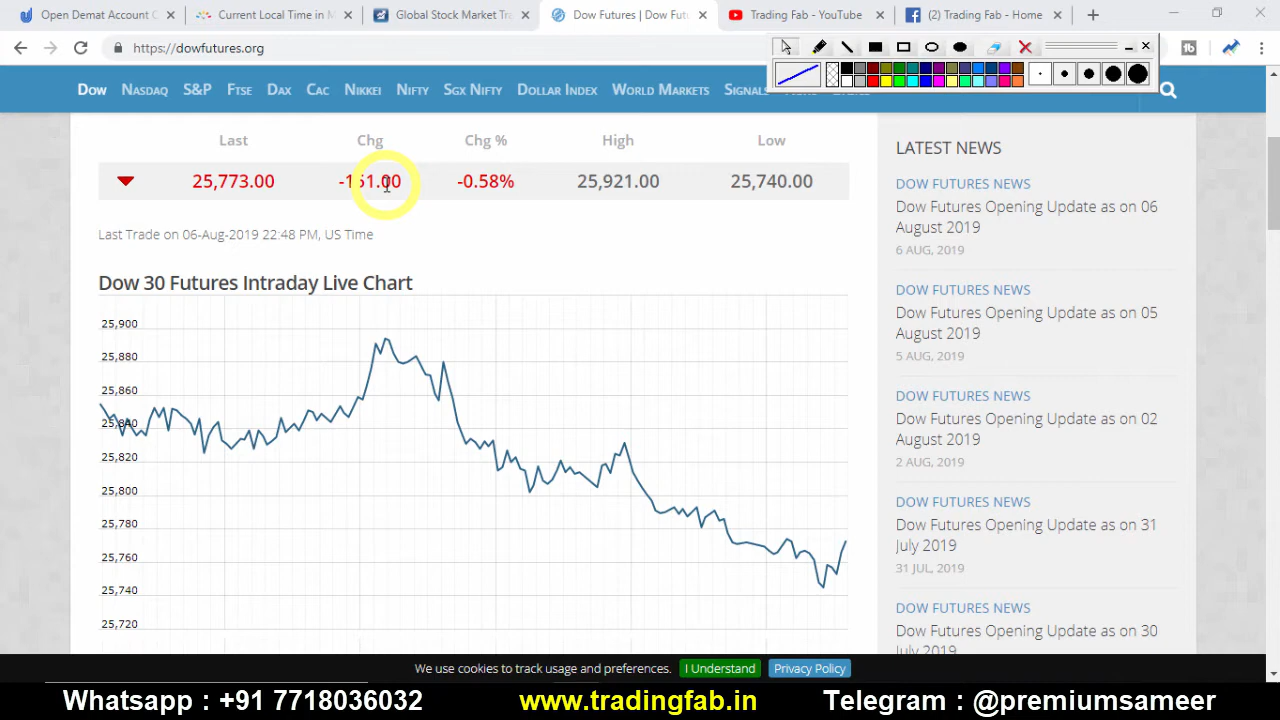 Open Demat Account C
Current Local Time in M
Global Stock Market Tra
Dow Futures | Dow Futu
Trading Fab - YouTube
(2) Trading Fab - Home
https://dowfutures.org
Dow
Nasdaq
S&P
Ftse
Dax
Cac
Nikkei
Nifty
Sgx Nifty
Dollar Index
World Markets
Signals
Last
Chg
Chg %
High
Low
25,773.00
-151.00
-0.58%
25,921.00
25,740.00
Last Trade on 06-Aug-2019 22:48 PM, US Time
Dow 30 Futures Intraday Live Chart
25,900
25,880
25,860
25,840
25,820
25,800
25,780
25,760
25,740
25,720
LATEST NEWS
DOW FUTURES NEWS
Dow Futures Opening Update as on 06
August 2019
6 AUG, 2019
DOW FUTURES NEWS
Dow Futures Opening Update as on 05
August 2019
5 AUG, 2019
DOW FUTURES NEWS
Dow Futures Opening Update as on 02
August 2019
2 AUG, 2019
DOW FUTURES NEWS
Dow Futures Opening Update as on 31
July 2019
31 JUL, 2019
DOW FUTURES NEWS
Dow Futures Opening Update as on 30
July 2019
We use cookies to track usage and preferences.
I Understand
Privacy Policy
Whatsapp : +91 7718036032
www.tradingfab.in
Telegram : @premiumsameer